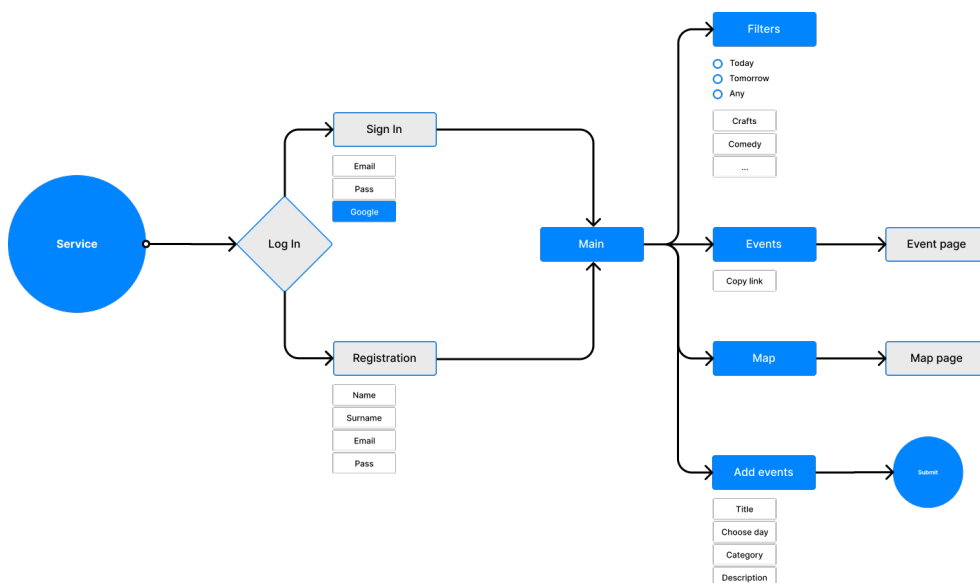 Service
Log In
Sign In
Email
Pass
Google
Registration
Name
Surname
Email
Pass
Main
Filters
Today
Tomorrow
Any
Crafts
Comedy
...
Events
Copy link
Event page
Map
Map page
Add events
Title
Choose day
Category
Description
Submit